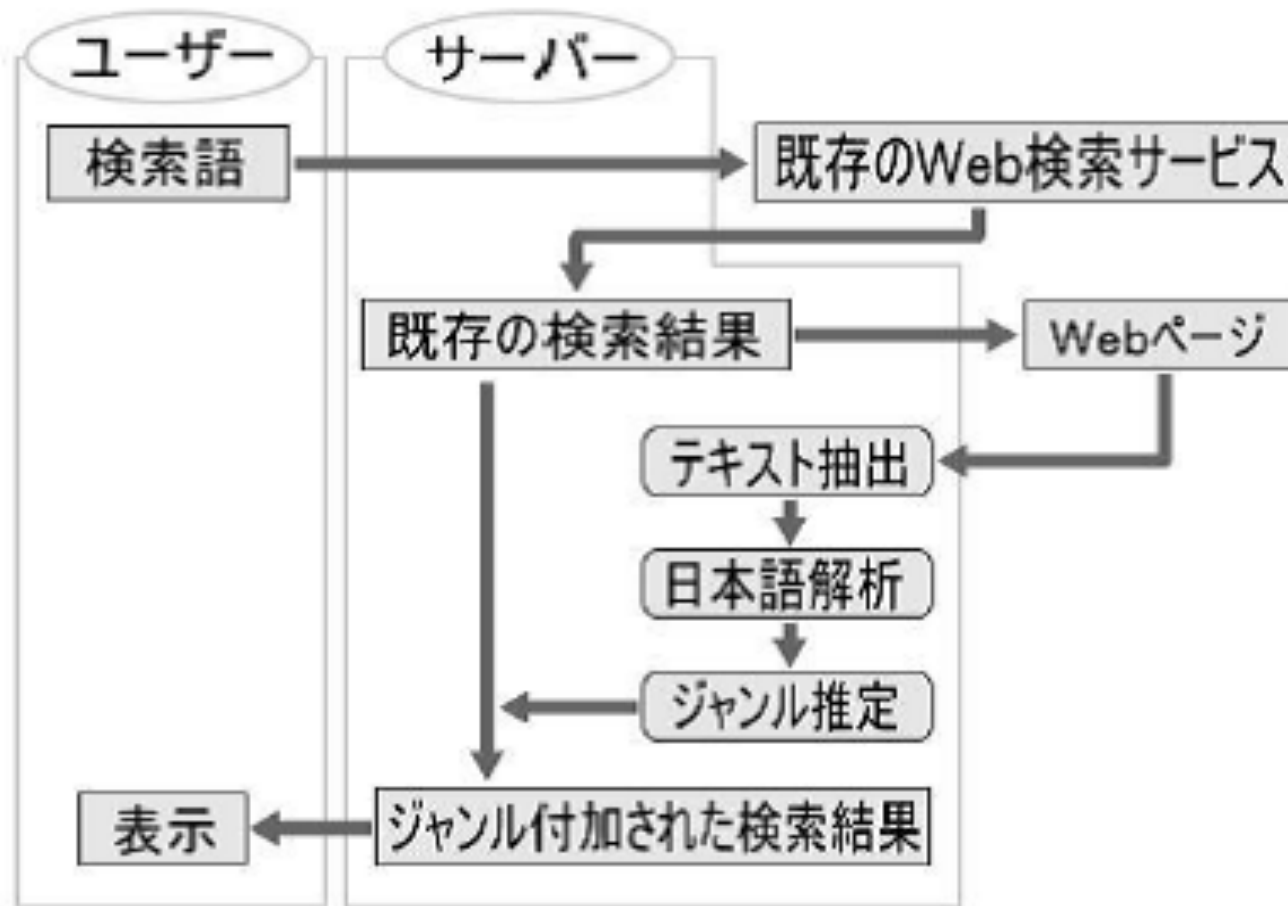 ユーザー
サーバー
検索語
既存のWeb検索サービス
既存の検索結果
Webページ
テキスト抽出
日本語解析
ジャンル推定
表示
ジャンル付加された検索結果